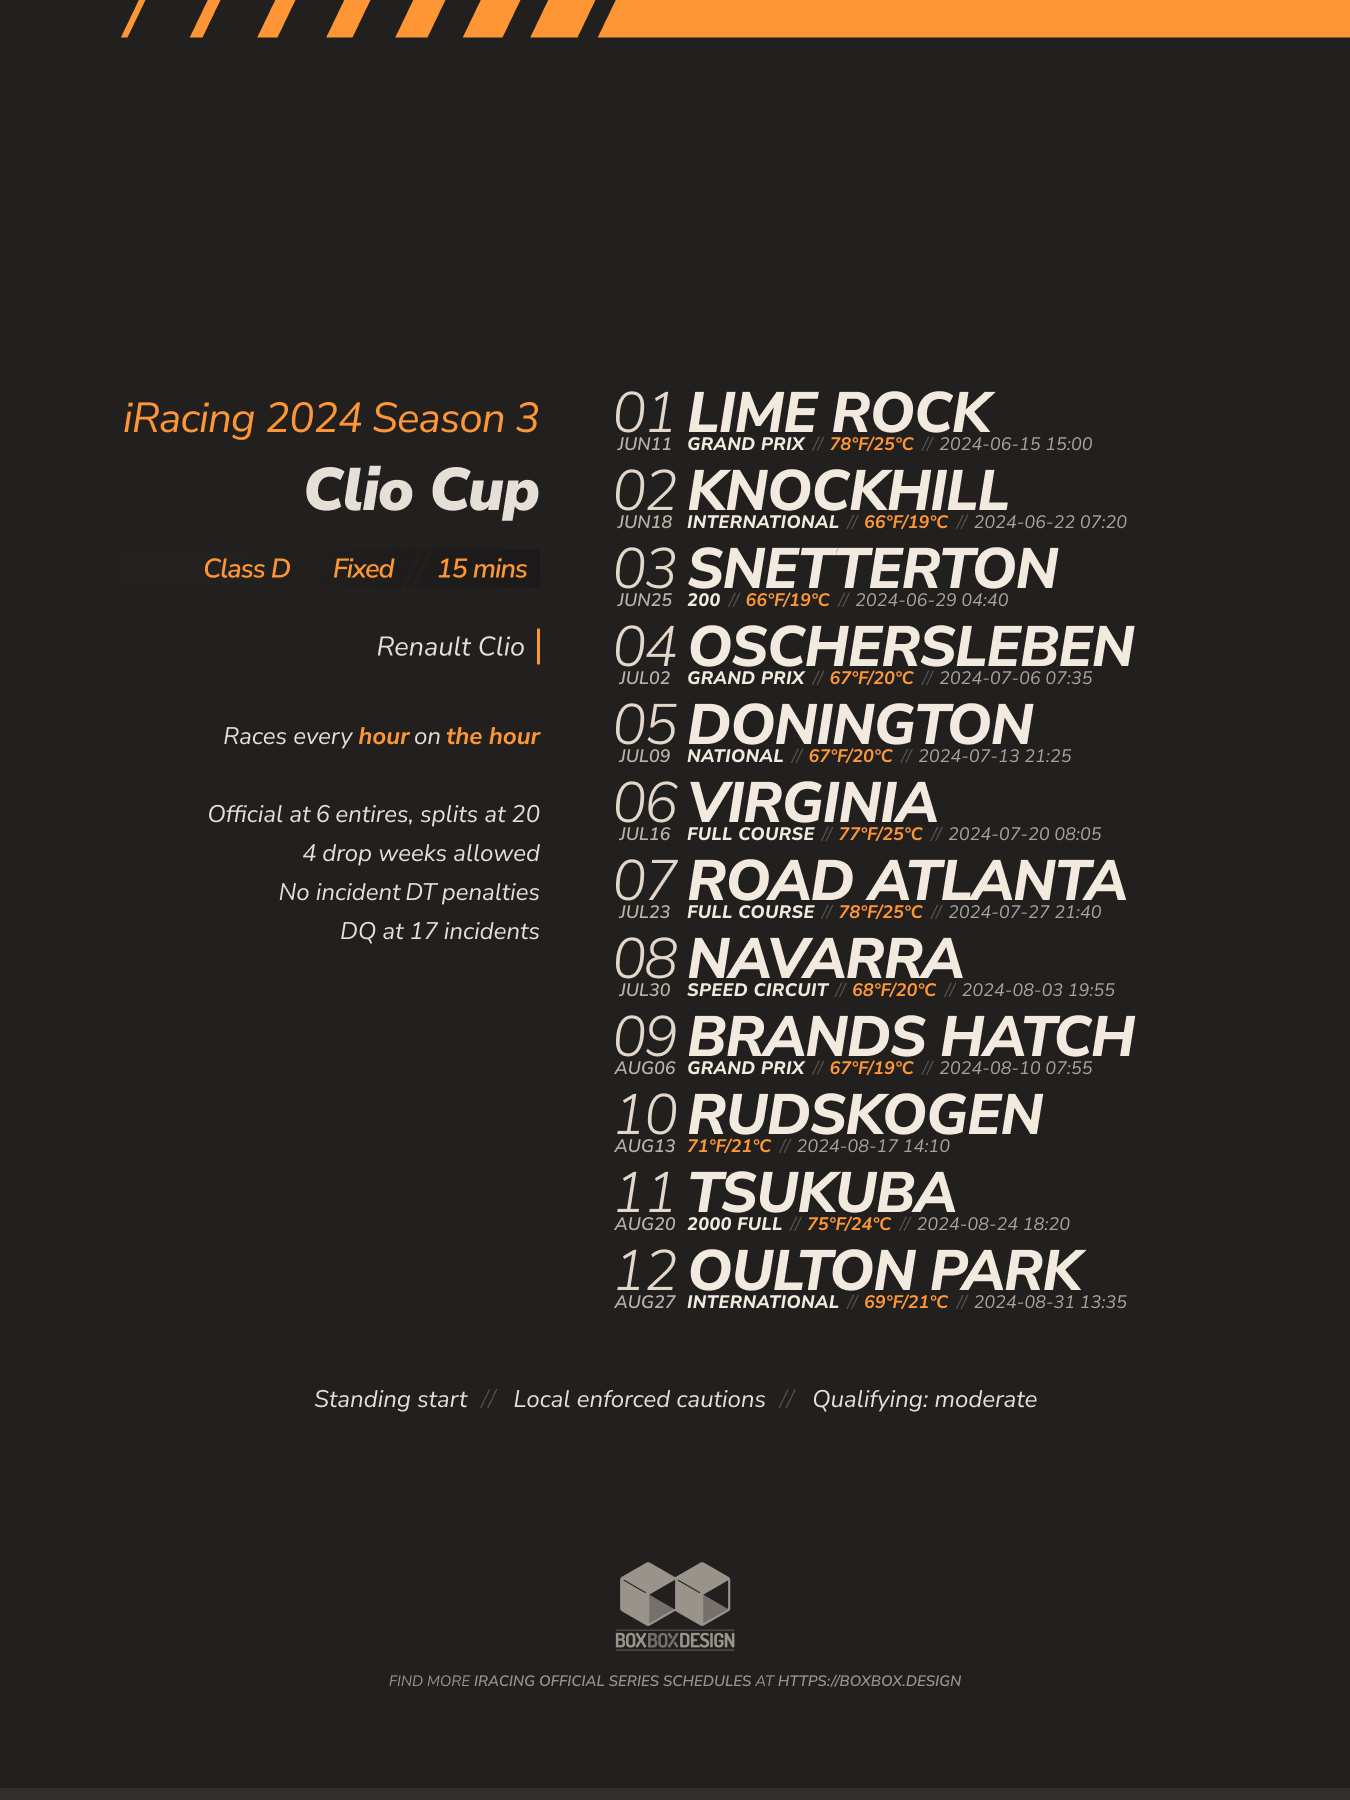 iRacing 2024 Season 3
Clio Cup
Class D // Fixed // 15 mins
Renault Clio
Races every hour on the hour
Official at 6 entires, splits at 20
4 drop weeks allowed
No incident DT penalties
DQ at 17 incidents
01 LIME ROCK
JUN11 GRAND PRIX // 78°F/25°C // 2024-06-15 15:00
02 KNOCKHILL
JUN18 INTERNATIONAL // 66°F/19°C // 2024-06-22 07:20
03 SNETTERTON
JUN25 200 // 66°F/19°C // 2024-06-29 04:40
04 OSCHERSLEBEN
JUL02 GRAND PRIX // 67°F/20°C // 2024-07-06 07:35
05 DONINGTON
JUL09 NATIONAL // 67°F/20°C // 2024-07-13 21:25
06 VIRGINIA
JUL16 FULL COURSE // 77°F/25°C // 2024-07-20 08:05
07 ROAD ATLANTA
JUL23 FULL COURSE // 78°F/25°C // 2024-07-27 21:40
08 NAVARRA
JUL30 SPEED CIRCUIT // 68°F/20°C // 2024-08-03 19:55
09 BRANDS HATCH
AUG06 GRAND PRIX // 67°F/19°C // 2024-08-10 07:55
10 RUDSKOGEN
AUG13 71°F/21°C // 2024-08-17 14:10
11 TSUKUBA
AUG20 2000 FULL // 75°F/24°C // 2024-08-24 18:20
12 OULTON PARK
AUG27 INTERNATIONAL // 69°F/21°C // 2024-08-31 13:35
Standing start // Local enforced cautions // Qualifying: moderate
BOXBOXDESIGN
FIND MORE IRACING OFFICIAL SERIES SCHEDULES AT HTTPS://BOXBOX.DESIGN